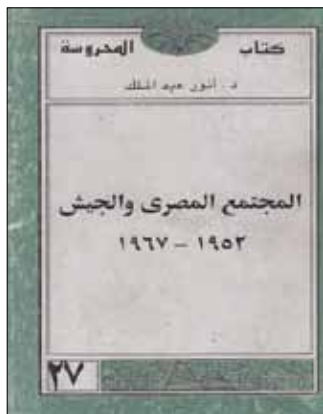 كتاب المحروسة
د. أنور عبد الملك
المجتمع المصرى والجيش
١٩٥٢ – ١٩٦٧
٢٧